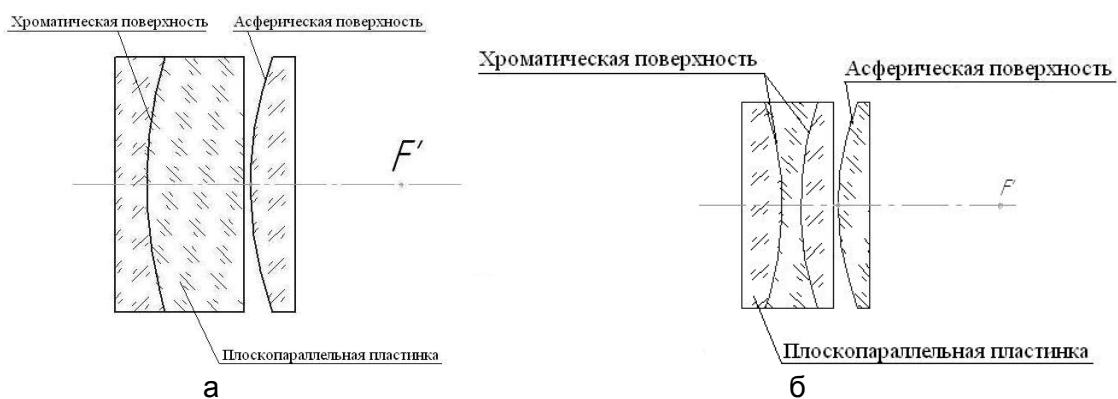 Хроматическая поверхность
Асферическая поверхность
F'
Плоскопараллельная пластинка
а
Хроматическая поверхность
Асферическая поверхность
F'
Плоскопараллельная пластинка
б